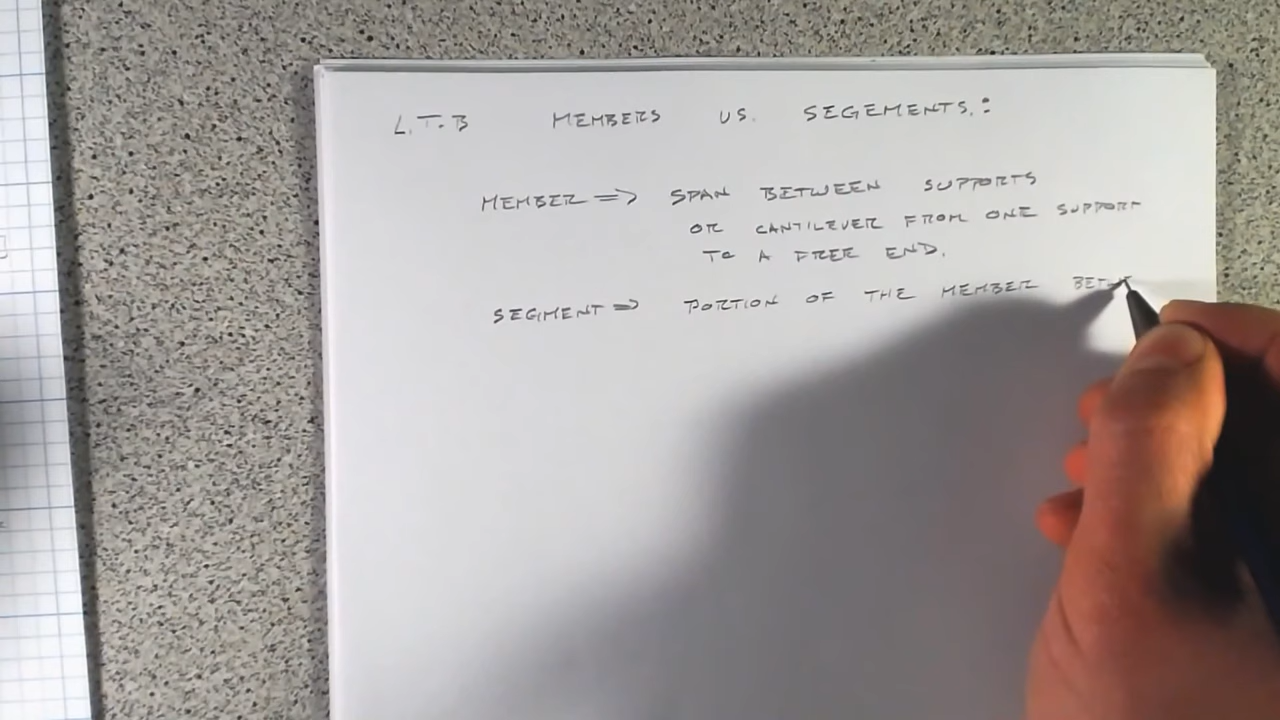 L.T.B MEMBERS VS. SEGEMENTS.:
MEMBER => SPAN BETWEEN SUPPORTS
OR CANTILEVER FROM ONE SUPPORT
TO A FREE END.
SEGMENT => PORTION OF THE MEMBER BETW